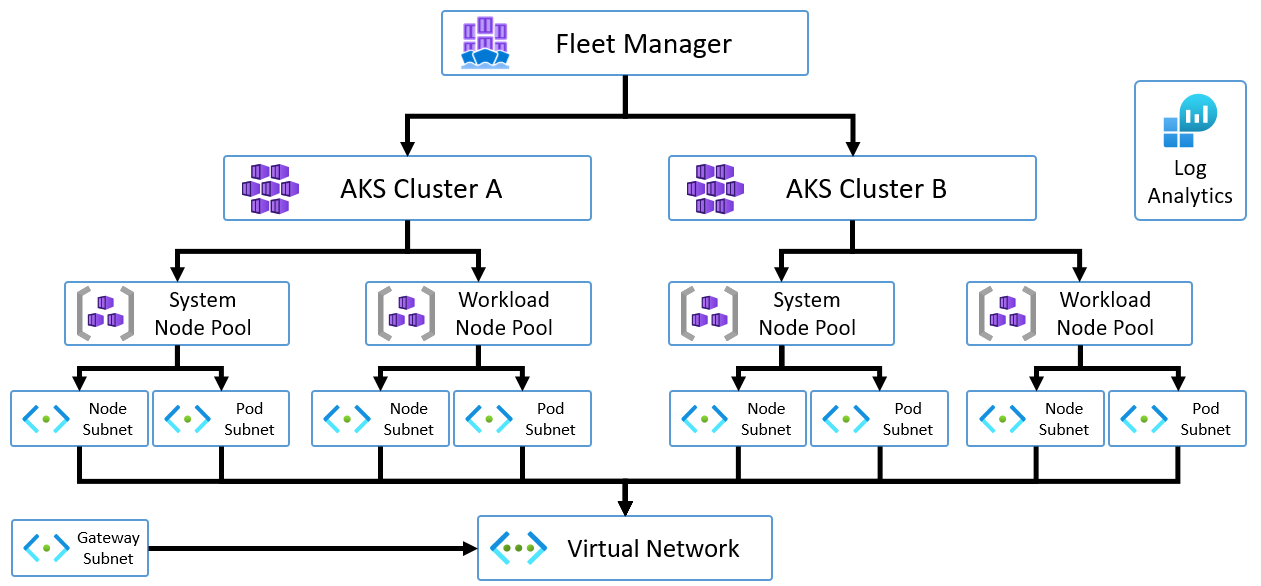 Fleet Manager
Log
Analytics
AKS Cluster A
AKS Cluster B
System
Node Pool
Workload
Node Pool
System
Node Pool
Workload
Node Pool
Node
Subnet
Pod
Subnet
Node
Subnet
Pod
Subnet
Node
Subnet
Pod
Subnet
Node
Subnet
Pod
Subnet
Gateway
Subnet
Virtual Network